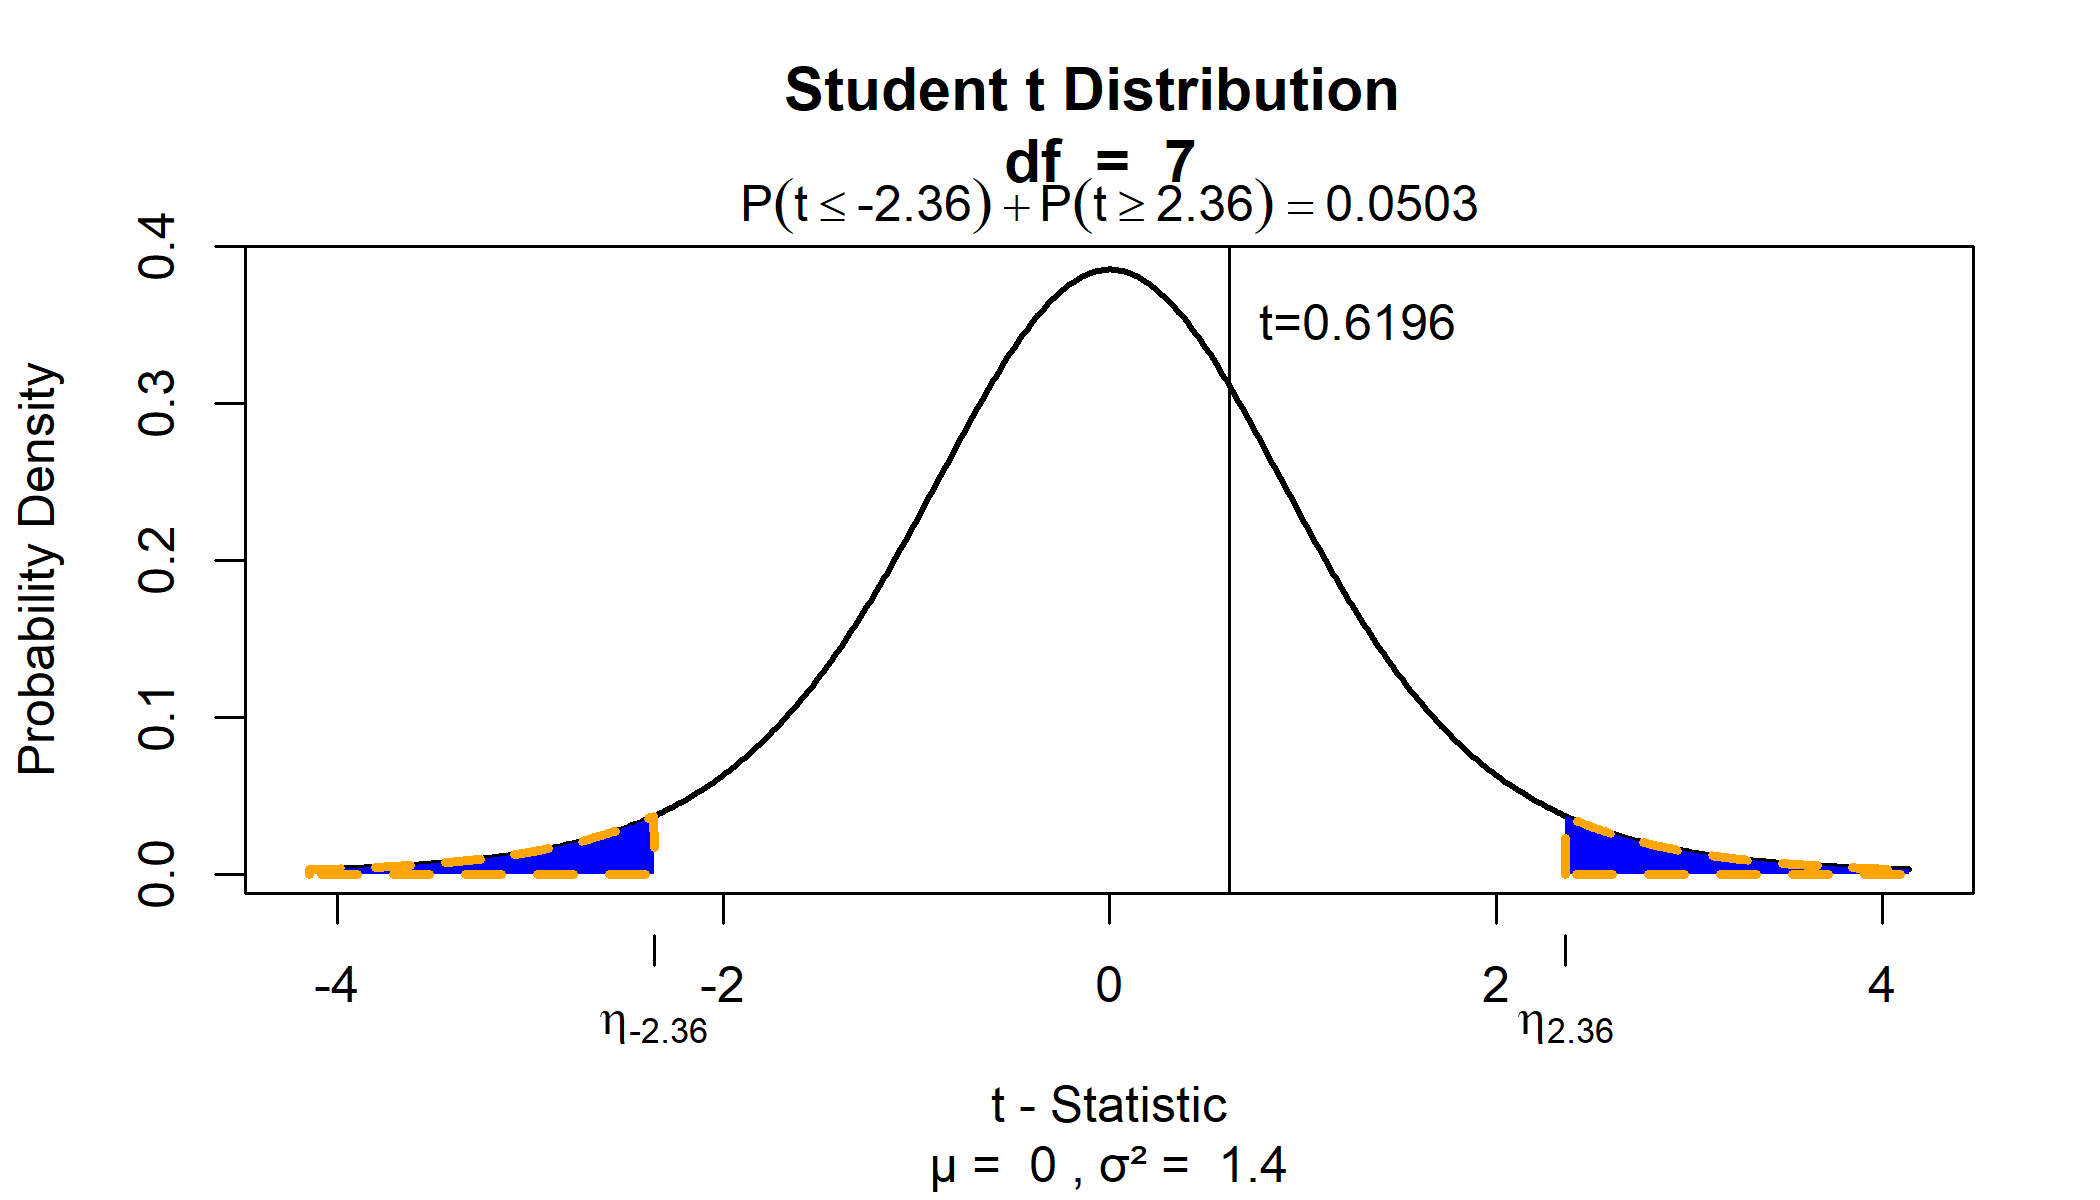 Student t Distribution
df = 7
P(t ≤ -2.36) + P(t ≥ 2.36) = 0.0503
t=0.6196
Probability Density
0.4
0.3
0.2
0.1
0.0
-4 -2 0 2 4
η-2.36 η2.36
t - Statistic
μ = 0 , σ² = 1.4